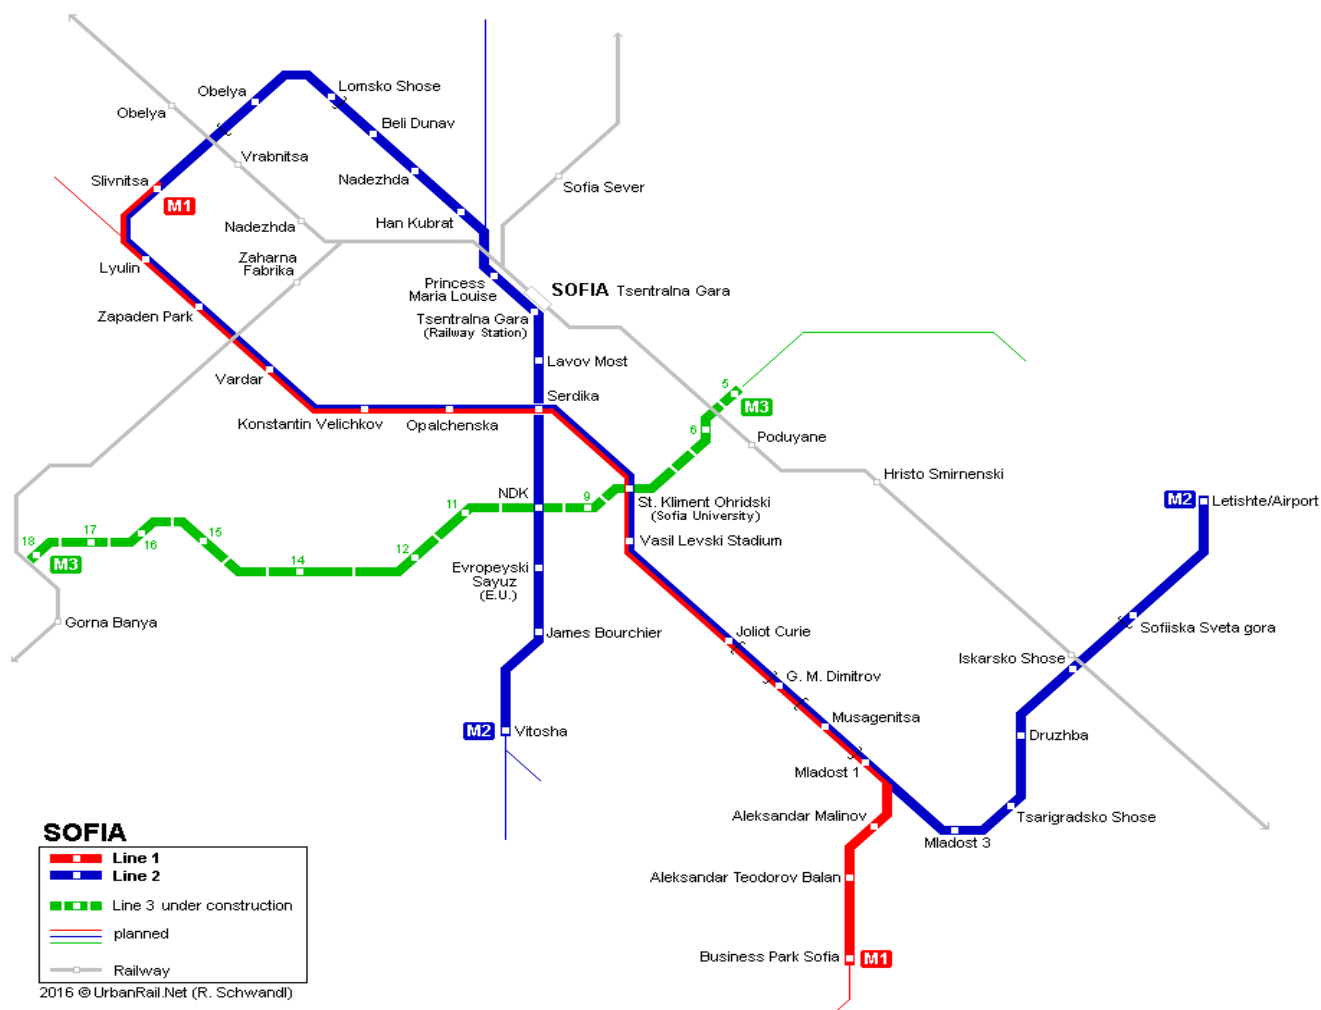 Obelya
Lomsko Shose
Obelya
Beli Dunav
Vrabnitsa
Slivnitsa
M1
Nadezhda
Sofia Sever
Nadezhda
Han Kubrat
Zaharna
Fabrika
Lyulin
Princess
Maria Louise
SOFIA Tsentralna Gara
Zapaden Park
Tsentralna Gara
(Railway Station)
Lavov Most
Vardar
5
M3
Serdika
Konstantin Velichkov
Opalchenska
6
Poduyane
Hristo Smirnenski
NDK
11
9
St. Kliment Ohridski
(Sofia University)
M2
Letishte/Airport
18
17
16
15
M3
14
12
Vasil Levski Stadium
Evropeyski
Sayuz
(E.U.)
Gorna Banya
James Bourchier
Joliot Curie
Sofiiska Sveta gora
Iskarsko Shose
G. M. Dimitrov
Musagenitsa
M2
Vitosha
Druzhba
Mladost 1
Aleksandar Malinov
Tsarigradsko Shose
Mladost 3
Aleksandar Teodorov Balan
Business Park Sofia
M1
SOFIA
Line 1
Line 2
Line 3 under construction
planned
Railway
2016 © UrbanRail.Net (R. Schwandl)